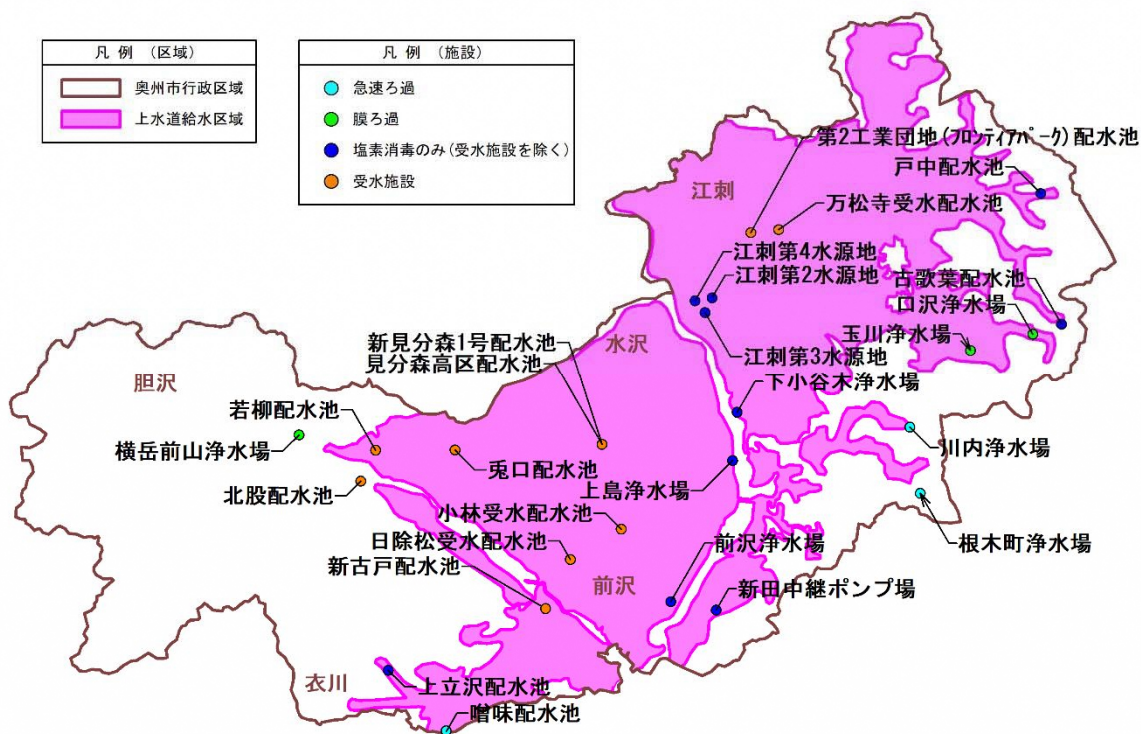 凡 例 (区域)
奥州市行政区域
上水道給水区域
凡 例 (施設)
急速ろ過
膜ろ過
塩素消毒のみ(受水施設を除く)
受水施設
第2工業団地(フロンティアパーク)配水池
戸中配水池
江刺
万松寺受水配水池
江刺第4水源地
江刺第2水源地
古歌葉配水池
口沢浄水場
玉川浄水場
新見分森1号配水池
水沢
見分森高区配水池
江刺第3水源地
胆沢
下小谷木浄水場
若柳配水池
横岳前山浄水場
川内浄水場
兎口配水池
上島浄水場
北股配水池
小林受水配水池
日除松受水配水池
前沢浄水場
根木町浄水場
新古戸配水池
前沢
新田中継ポンプ場
衣川
上立沢配水池
噌味配水池